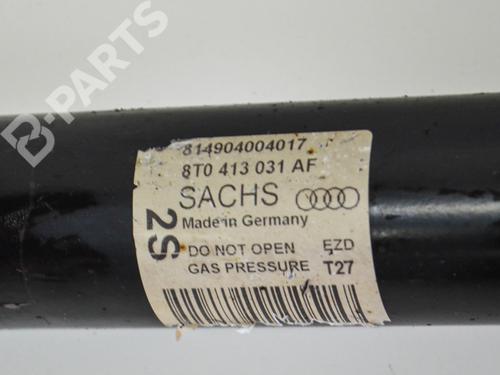 B-PARTS
814904004017
8T0 413 031 AF
SACHS
Made in Germany
2S
DO NOT OPEN EZD
GAS PRESSURE T27